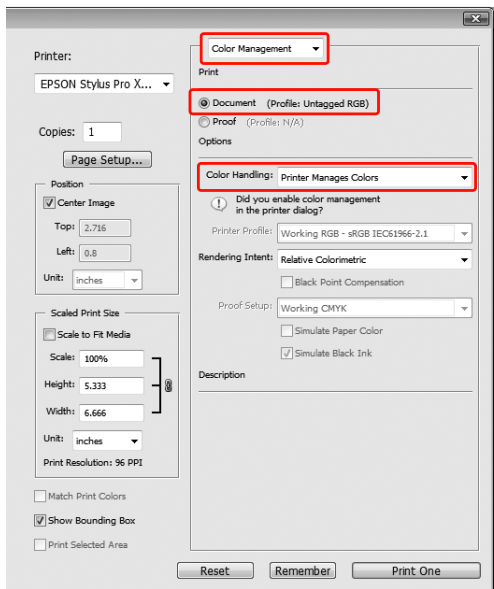 Printer:
EPSON Stylus Pro X...
Copies: 1
Page Setup...
Position
Center Image
Top: 2.716
Left: 0.8
Unit: inches
Scaled Print Size
Scale to Fit Media
Scale: 100%
Height: 5.333
Width: 6.666
Unit: inches
Print Resolution: 96 PPI
Match Print Colors
Show Bounding Box
Print Selected Area
Color Management
Print
Document (Profile: Untagged RGB)
Proof (Profile: N/A)
Options
Color Handling: Printer Manages Colors
Did you enable color management
in the printer dialog?
Printer Profile: Working RGB - sRGB IEC61966-2.1
Rendering Intent: Relative Colorimetric
Black Point Compensation
Proof Setup: Working CMYK
Simulate Paper Color
Simulate Black Ink
Description
Reset Remember Print One